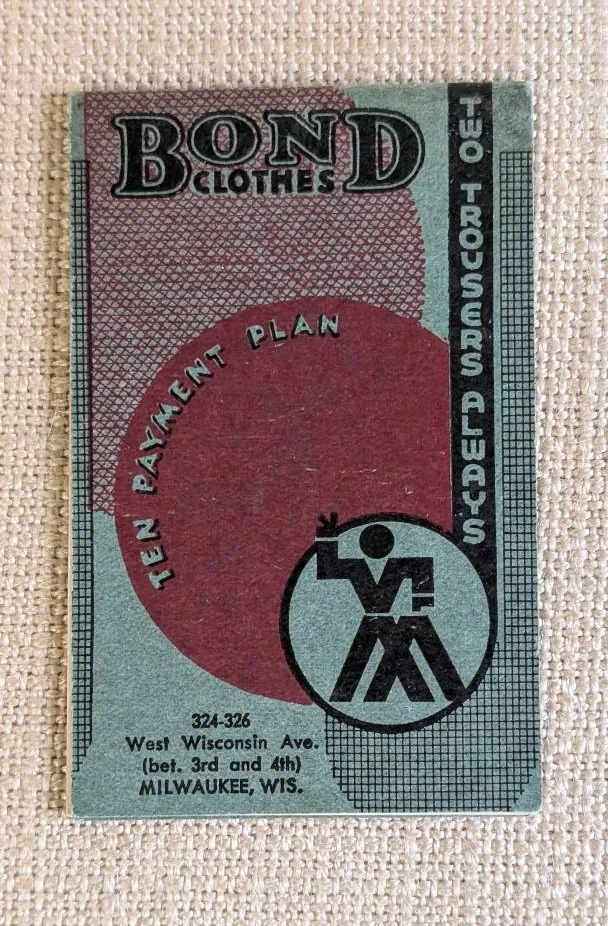 BOND
CLOTHES
TWO TROUSERS ALWAYS
TEN PAYMENT PLAN
324-326
West Wisconsin Ave.
(bet. 3rd and 4th)
MILWAUKEE, WIS.